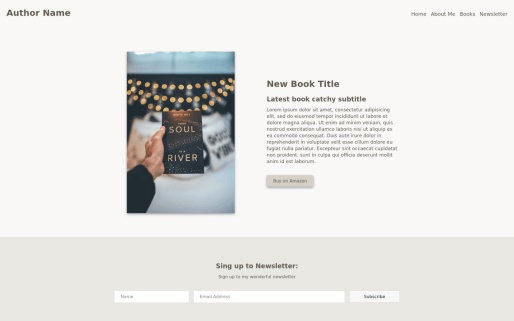 Author Name
Home About Me Books Newsletter
SOUL
RIVER
New Book Title
Latest book catchy subtitle
Lorem ipsum dolor sit amet, consectetur adipisicing
elit, sed do eiusmod tempor incididunt ut labore et
dolore magna aliqua. Ut enim ad minim veniam, quis
nostrud exercitation ullamco laboris nisi ut aliquip ex
ea commodo consequat. Duis aute irure dolor in
reprehenderit in voluptate velit esse cillum dolore eu
fugiat nulla pariatur. Excepteur sint occaecat cupidatat
non proident, sunt in culpa qui officia deserunt mollit
anim id est laborum.
Buy on Amazon
Sing up to Newsletter:
Sign up to my wonderful newsletter
Name
Email Address
Subscribe